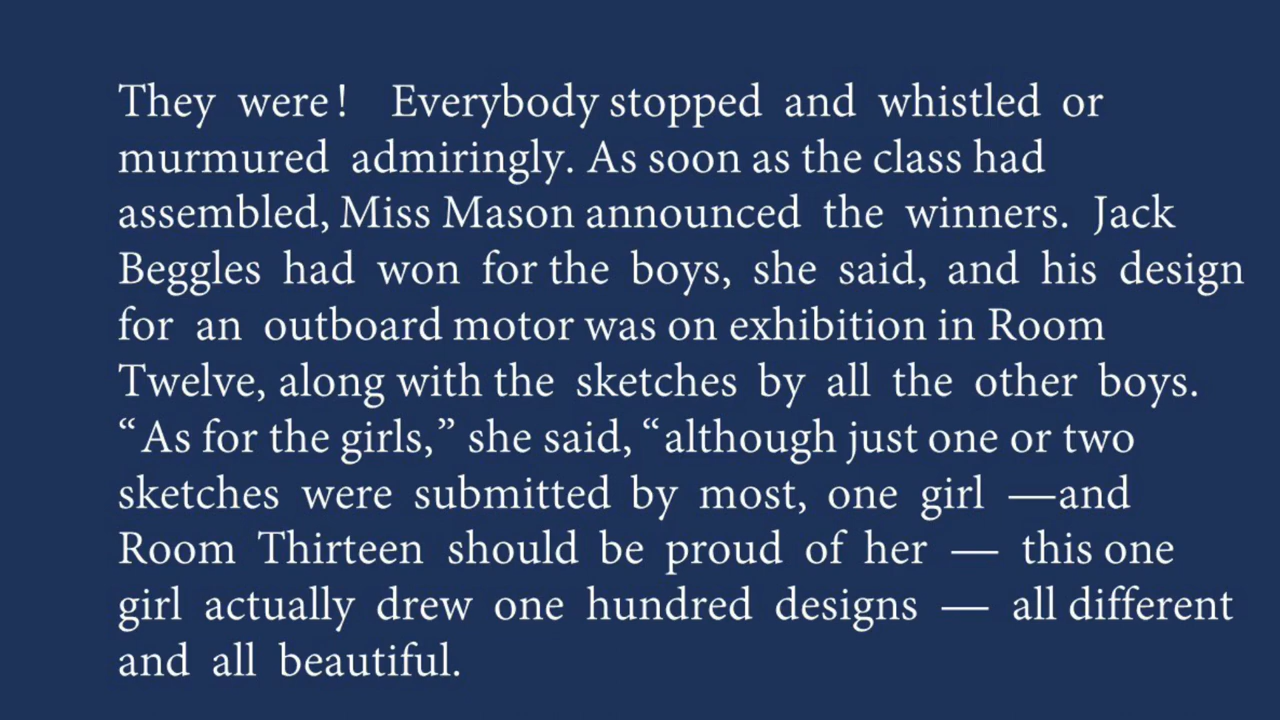 They were! Everybody stopped and whistled or
murmured admiringly. As soon as the class had
assembled, Miss Mason announced the winners. Jack
Beggles had won for the boys, she said, and his design
for an outboard motor was on exhibition in Room
Twelve, along with the sketches by all the other boys.
“As for the girls,” she said, “although just one or two
sketches were submitted by most, one girl —and
Room Thirteen should be proud of her — this one
girl actually drew one hundred designs — all different
and all beautiful.